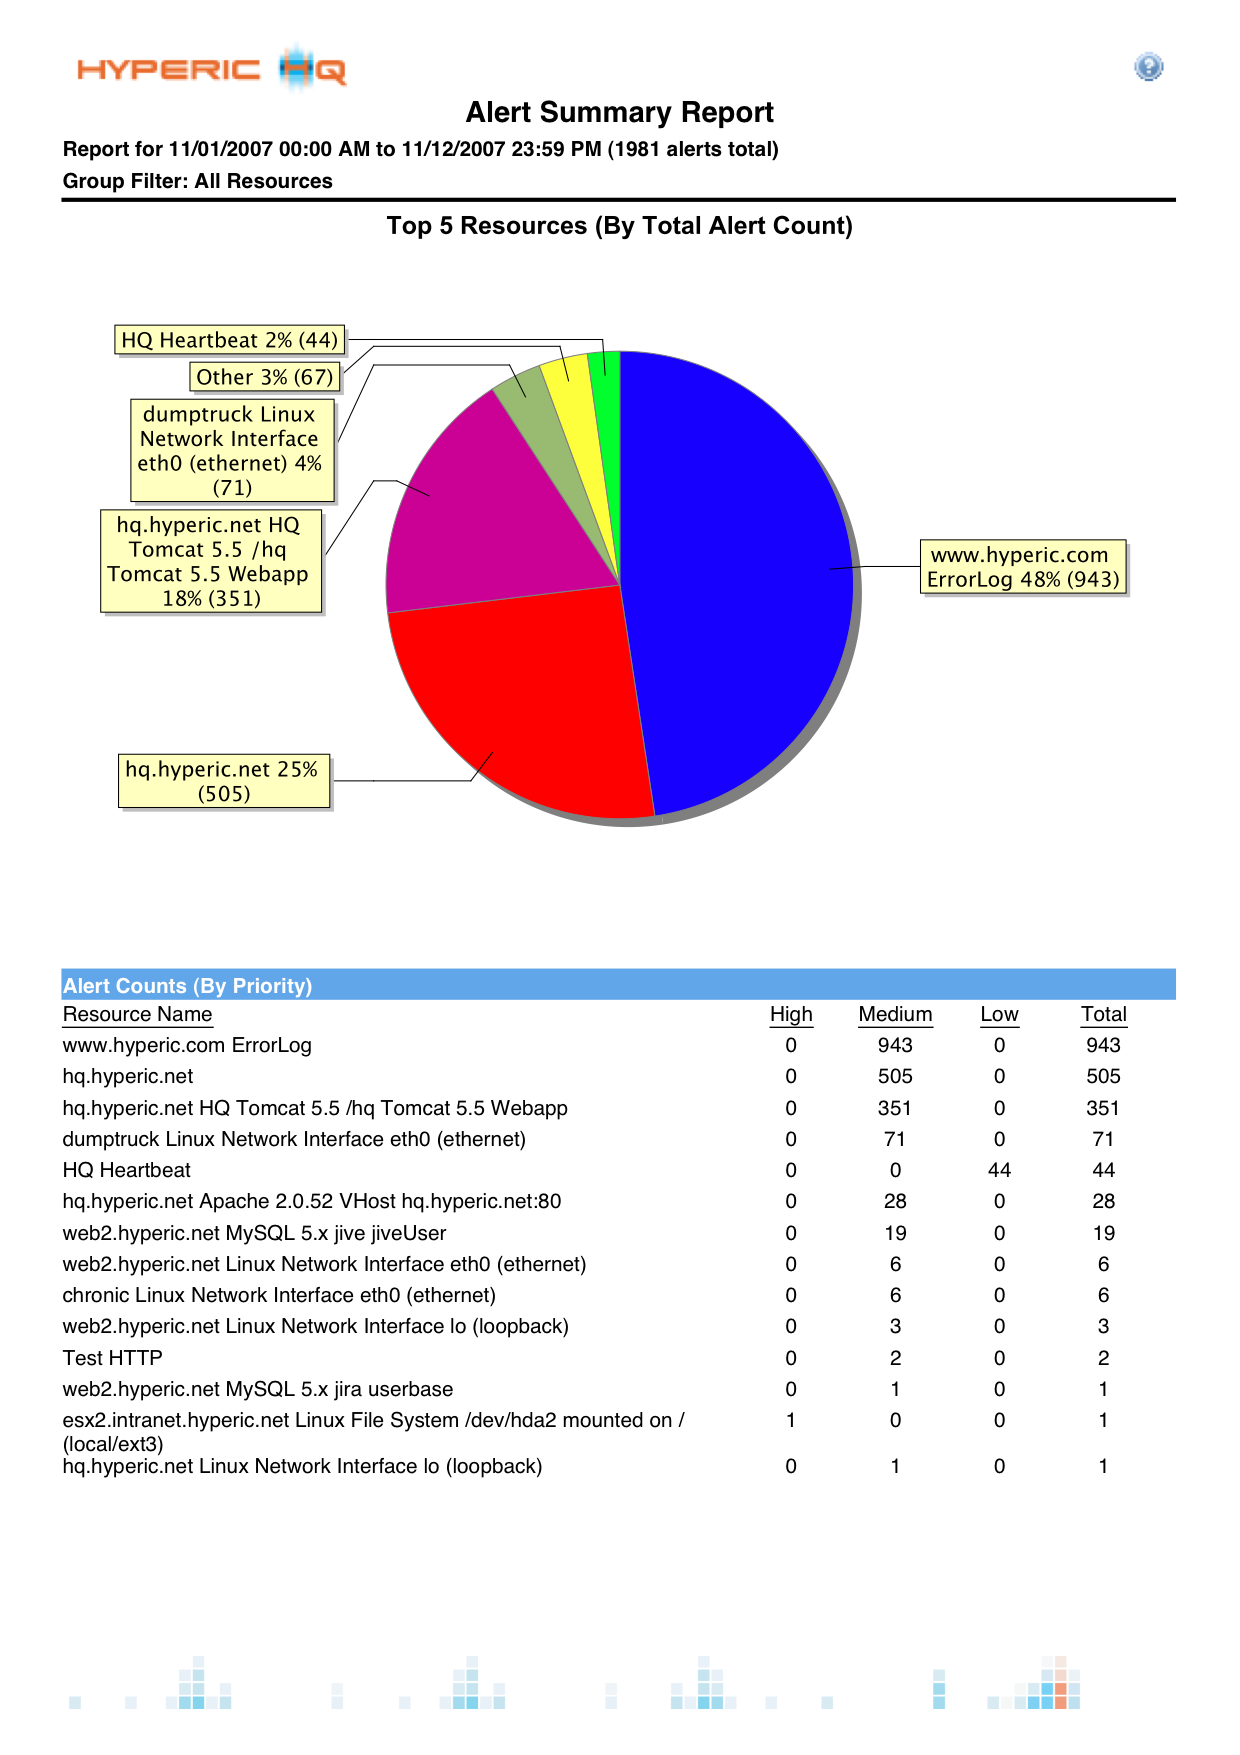 HYPERIC HQ
?
Alert Summary Report
Report for 11/01/2007 00:00 AM to 11/12/2007 23:59 PM (1981 alerts total)
Group Filter: All Resources
Top 5 Resources (By Total Alert Count)
HQ Heartbeat 2% (44)
Other 3% (67)
dumptruck Linux
Network Interface
eth0 (ethernet) 4%
(71)
hq.hyperic.net HQ
Tomcat 5.5 /hq
Tomcat 5.5 Webapp
18% (351)
www.hyperic.com
ErrorLog 48% (943)
hq.hyperic.net 25%
(505)
Alert Counts (By Priority)
Resource Name High Medium Low Total
www.hyperic.com ErrorLog 0 943 0 943
hq.hyperic.net 0 505 0 505
hq.hyperic.net HQ Tomcat 5.5 /hq Tomcat 5.5 Webapp 0 351 0 351
dumptruck Linux Network Interface eth0 (ethernet) 0 71 0 71
HQ Heartbeat 0 0 44 44
hq.hyperic.net Apache 2.0.52 VHost hq.hyperic.net:80 0 28 0 28
web2.hyperic.net MySQL 5.x jive jiveUser 0 19 0 19
web2.hyperic.net Linux Network Interface eth0 (ethernet) 0 6 0 6
chronic Linux Network Interface eth0 (ethernet) 0 6 0 6
web2.hyperic.net Linux Network Interface lo (loopback) 0 3 0 3
Test HTTP 0 2 0 2
web2.hyperic.net MySQL 5.x jira userbase 0 1 0 1
esx2.intranet.hyperic.net Linux File System /dev/hda2 mounted on / 1 0 0 1
(local/ext3)
hq.hyperic.net Linux Network Interface lo (loopback) 0 1 0 1